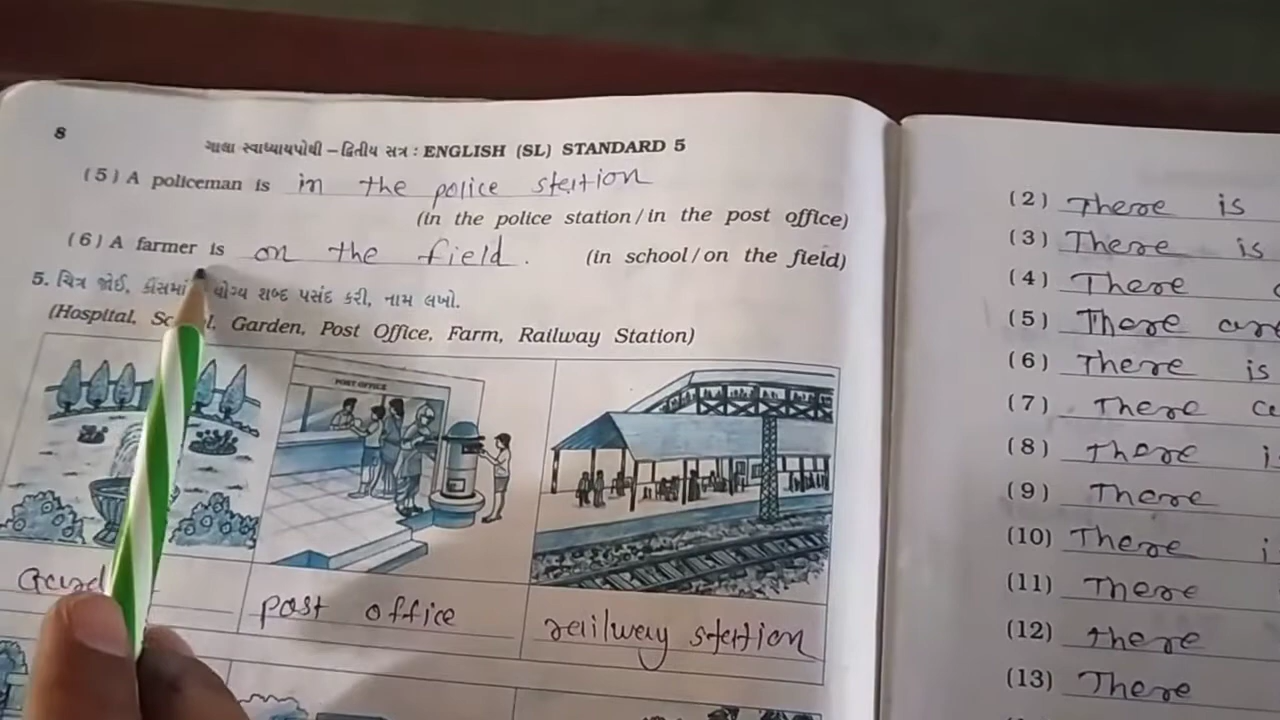 8
ગાલા સ્વાધ્યાયપોથી – દ્વિતીય સત્ર : ENGLISH (SL) STANDARD 5
(5) A policeman is in the police station
(in the police station / in the post office)
(6) A farmer is on the field. (in school / on the field)
5. ચિત્ર જોઈ, કૌંસમાં યોગ્ય શબ્દ પસંદ કરી, નામ લખો.
(Hospital, Garden, Post Office, Farm, Railway Station)
POST OFFICE
post office
railway station
(2) There is
(3) There is
(4) There
(5) There are
(6) There is
(7) There
(8) There
(9) There
(10) There
(11) There
(12) there
(13) There